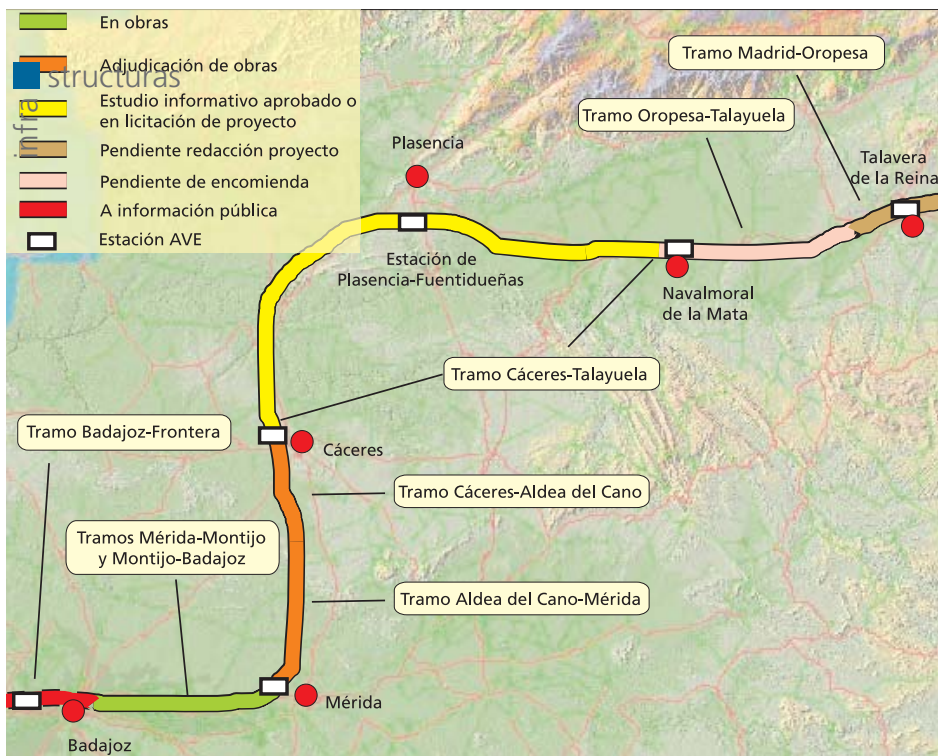 En obras
Adjudicación de obras
infra
structuras
Estudio informativo aprobado o
en licitación de proyecto
Pendiente redacción proyecto
Pendiente de encomienda
A información pública
Estación AVE
Tramo Madrid-Oropesa
Tramo Oropesa-Talayuela
Plasencia
Talavera
de la Reina
Estación de
Plasencia-Fuentidueñas
Navalmoral
de la Mata
Tramo Cáceres-Talayuela
Tramo Badajoz-Frontera
Cáceres
Tramo Cáceres-Aldea del Cano
Tramos Mérida-Montijo
y Montijo-Badajoz
Tramo Aldea del Cano-Mérida
Mérida
Badajoz